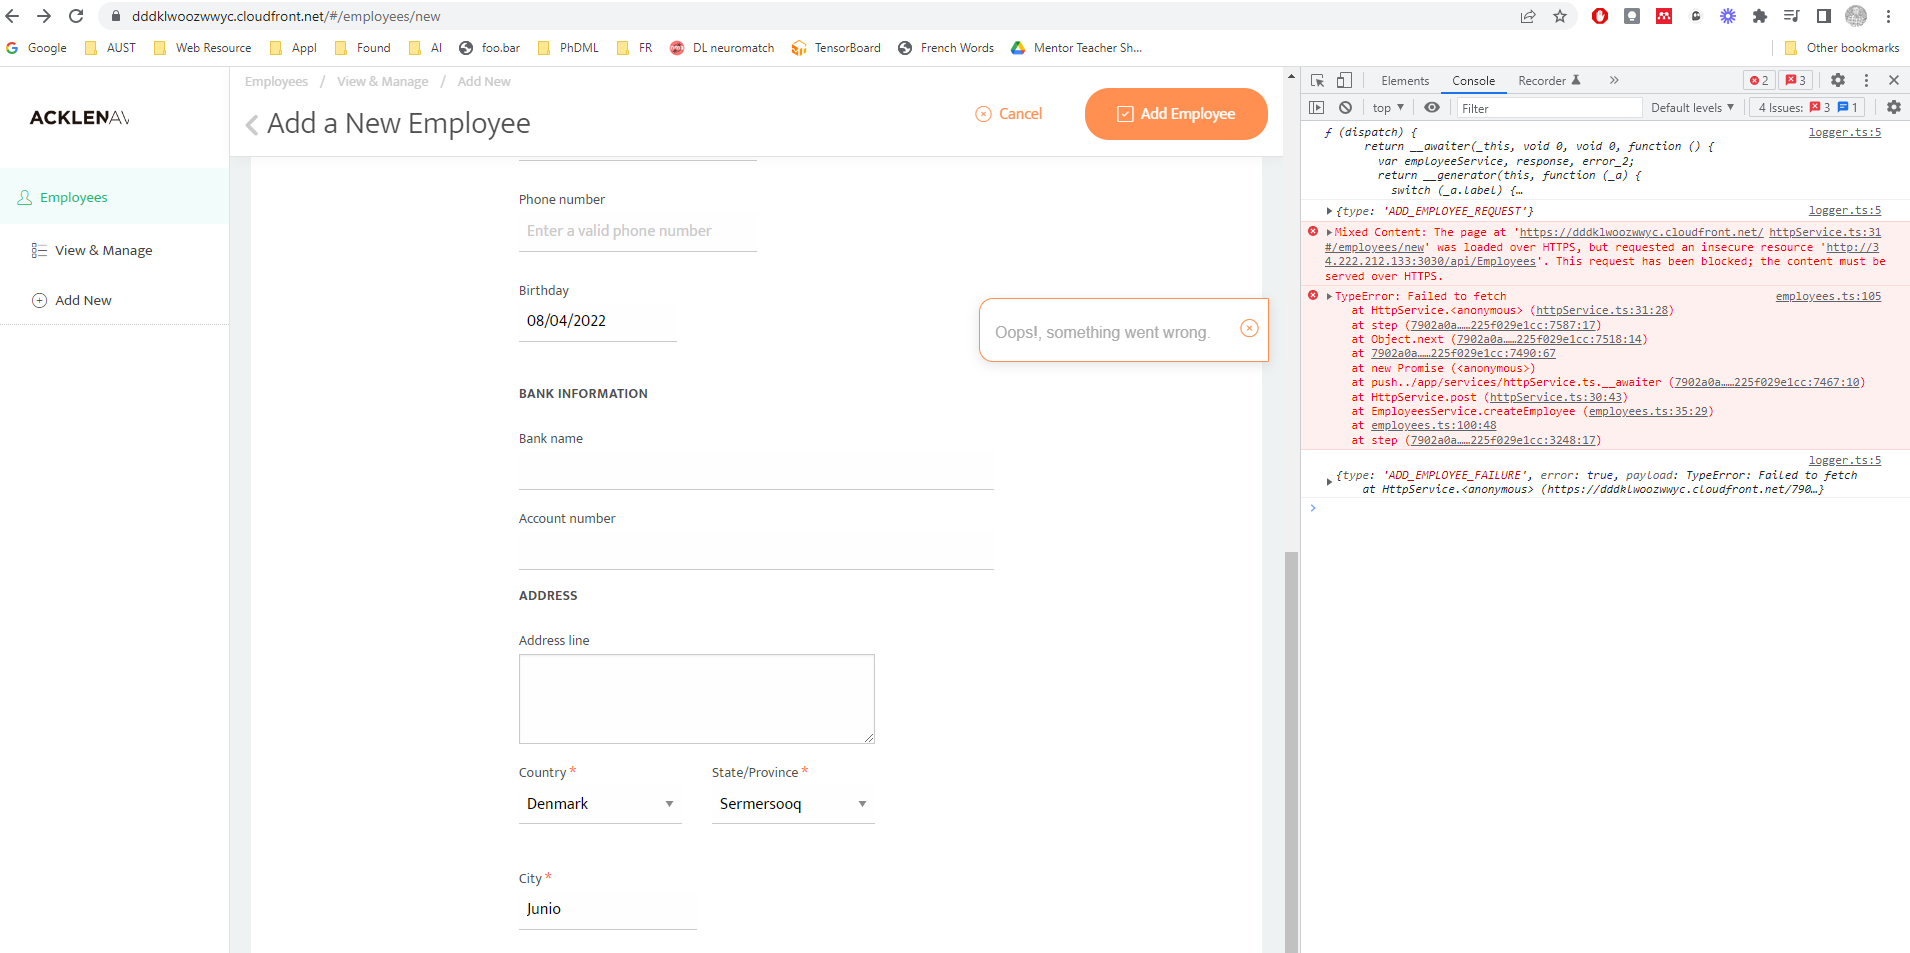 dddklwoozwwyc.cloudfront.net/#/employees/new
Google AUST Web Resource Appl Found AI foo.bar PhDML FR DL neuromatch TensorBoard French Words Mentor Teacher Sh... Other bookmarks
ACKLENAV
Employees
View & Manage
Add New
Employees / View & Manage / Add New
Add a New Employee
Cancel
Add Employee
Phone number
Enter a valid phone number
Birthday
08/04/2022
Oops!, something went wrong.
BANK INFORMATION
Bank name
Account number
ADDRESS
Address line
Country *
State/Province *
Denmark
Sermersooq
City *
Junio
Elements Console Recorder 2 3
top Filter Default levels 4 Issues: 3 1
ƒ (dispatch) { logger.ts:5
return __awaiter(_this, void 0, void 0, function () {
var employeeService, response, error_2;
return __generator(this, function (_a) {
switch (_a.label) {…
{type: 'ADD_EMPLOYEE_REQUEST'} logger.ts:5
Mixed Content: The page at 'https://dddklwoozwwyc.cloudfront.net/ httpService.ts:31
#/employees/new' was loaded over HTTPS, but requested an insecure resource 'http://3
4.222.212.133:3030/api/Employees'. This request has been blocked; the content must be
served over HTTPS.
TypeError: Failed to fetch employees.ts:105
at HttpService.<anonymous> (httpService.ts:31:28)
at step (7902a0a……225f029e1cc:7587:17)
at Object.next (7902a0a……225f029e1cc:7518:14)
at 7902a0a……225f029e1cc:7490:67
at new Promise (<anonymous>)
at push../app/services/httpService.ts.__awaiter (7902a0a……225f029e1cc:7467:10)
at HttpService.post (httpService.ts:30:43)
at EmployeesService.createEmployee (employees.ts:35:29)
at employees.ts:100:48
at step (7902a0a……225f029e1cc:3248:17)
logger.ts:5
{type: 'ADD_EMPLOYEE_FAILURE', error: true, payload: TypeError: Failed to fetch
at HttpService.<anonymous> (https://dddklwoozwwyc.cloudfront.net/790…}